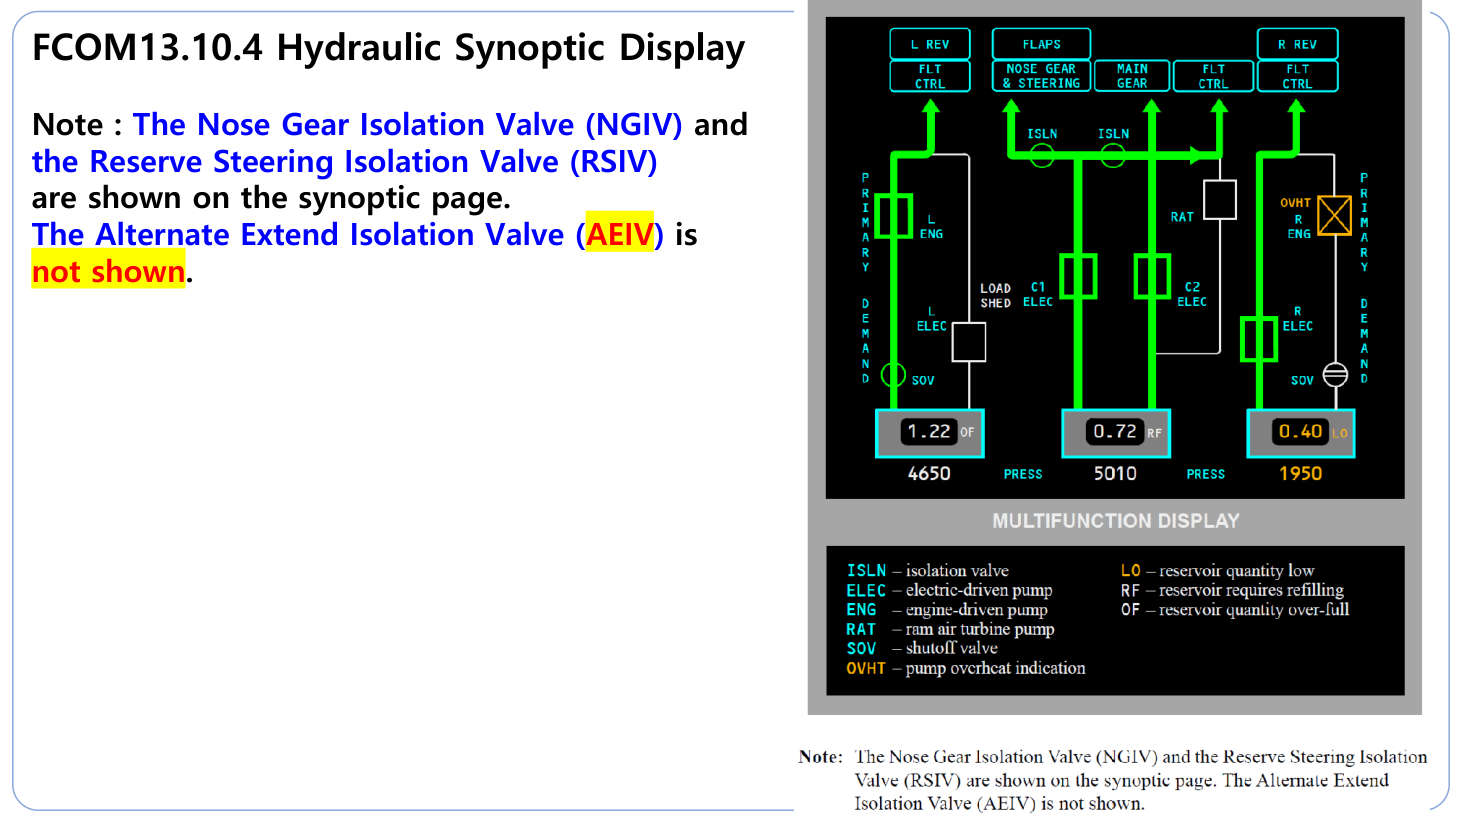 FCOM13.10.4 Hydraulic Synoptic Display
Note : The Nose Gear Isolation Valve (NGIV) and
the Reserve Steering Isolation Valve (RSIV)
are shown on the synoptic page.
The Alternate Extend Isolation Valve (AEIV) is
not shown.
L REV
FLAPS
R REV
FLT
CTRL
NOSE GEAR
& STEERING
MAIN
GEAR
FLT
CTRL
FLT
CTRL
ISLN
ISLN
PRIMARY
L
ENG
RAT
OVHT
R
ENG
PRIMARY
LOAD
SHED
C1
ELEC
C2
ELEC
DEMAND
L
ELEC
R
ELEC
DEMAND
SOV
SOV
1.22 OF
0.72 RF
0.40 LO
4650
PRESS
5010
PRESS
1950
MULTIFUNCTION DISPLAY
ISLN – isolation valve
ELEC – electric-driven pump
ENG – engine-driven pump
RAT – ram air turbine pump
SOV – shutoff valve
OVHT – pump overheat indication
LO – reservoir quantity low
RF – reservoir requires refilling
OF – reservoir quantity over-full
Note: The Nose Gear Isolation Valve (NGIV) and the Reserve Steering Isolation
Valve (RSIV) are shown on the synoptic page. The Alternate Extend
Isolation Valve (AEIV) is not shown.